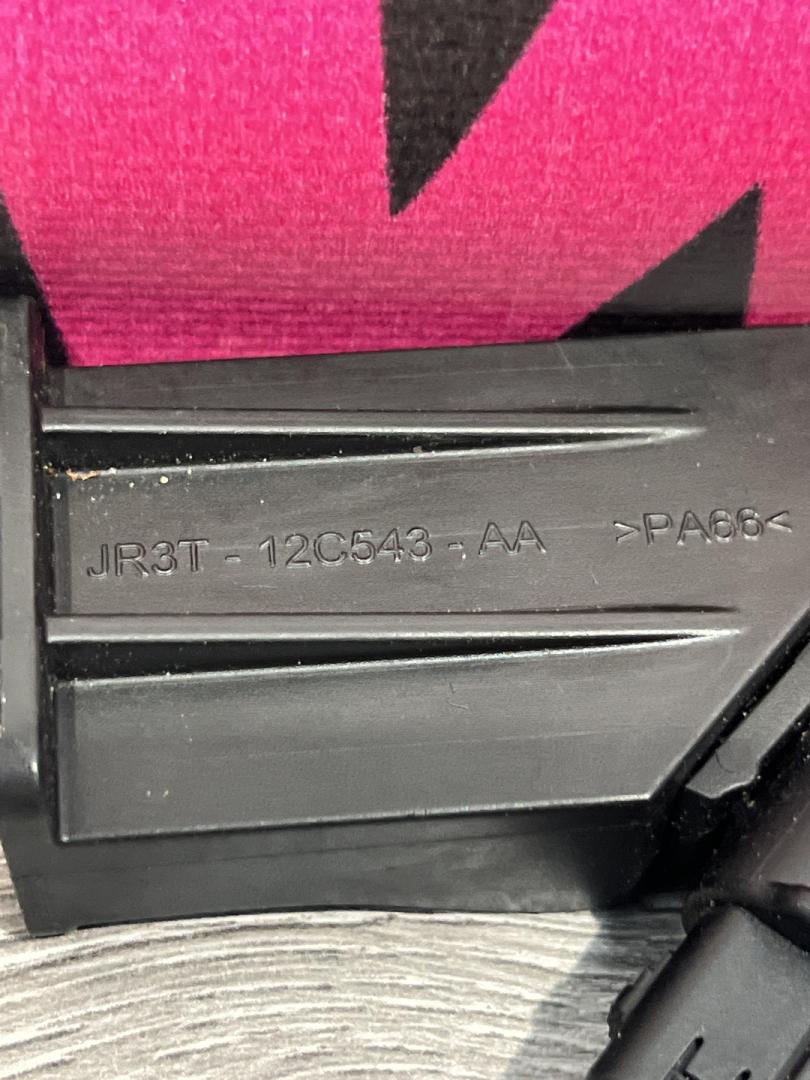 JR3T - 12C543 - AA >PA66<